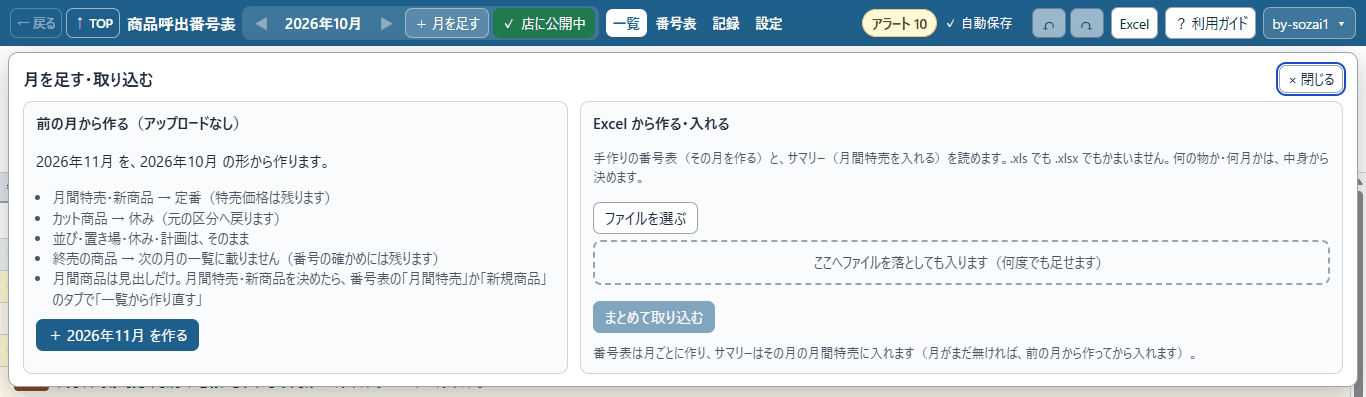 ← 戻る
↑ TOP
商品呼出番号表
◀ 2026年10月 ▶
＋ 月を足す
✓ 店に公開中
一覧
番号表
記録
設定
アラート 10
✓ 自動保存
Excel
？ 利用ガイド
by-sozai1 ▾
月を足す・取り込む
× 閉じる
前の月から作る（アップロードなし）
2026年11月 を、2026年10月 の形から作ります。
• 月間特売・新商品 → 定番（特売価格は残ります）
• カット商品 → 休み（元の区分へ戻ります）
• 並び・置き場・休み・計画は、そのまま
• 終売の商品 → 次の月の一覧に載りません（番号の確かめには残ります）
• 月間商品は見出しだけ。月間特売・新商品を決めたら、番号表の「月間特売」か「新規商品」
のタブで「一覧から作り直す」
＋ 2026年11月 を作る
Excel から作る・入れる
手作りの番号表（その月を作る）と、サマリー（月間特売を入れる）を読めます。.xls でも .xlsx でもかまいません。何の物か・何月かは、中身から
決めます。
ファイルを選ぶ
ここへファイルを落としても入ります（何度でも足せます）
まとめて取り込む
番号表は月ごとに作り、サマリーはその月の月間特売に入れます（月がまだ無ければ、前の月から作ってから入れます）。